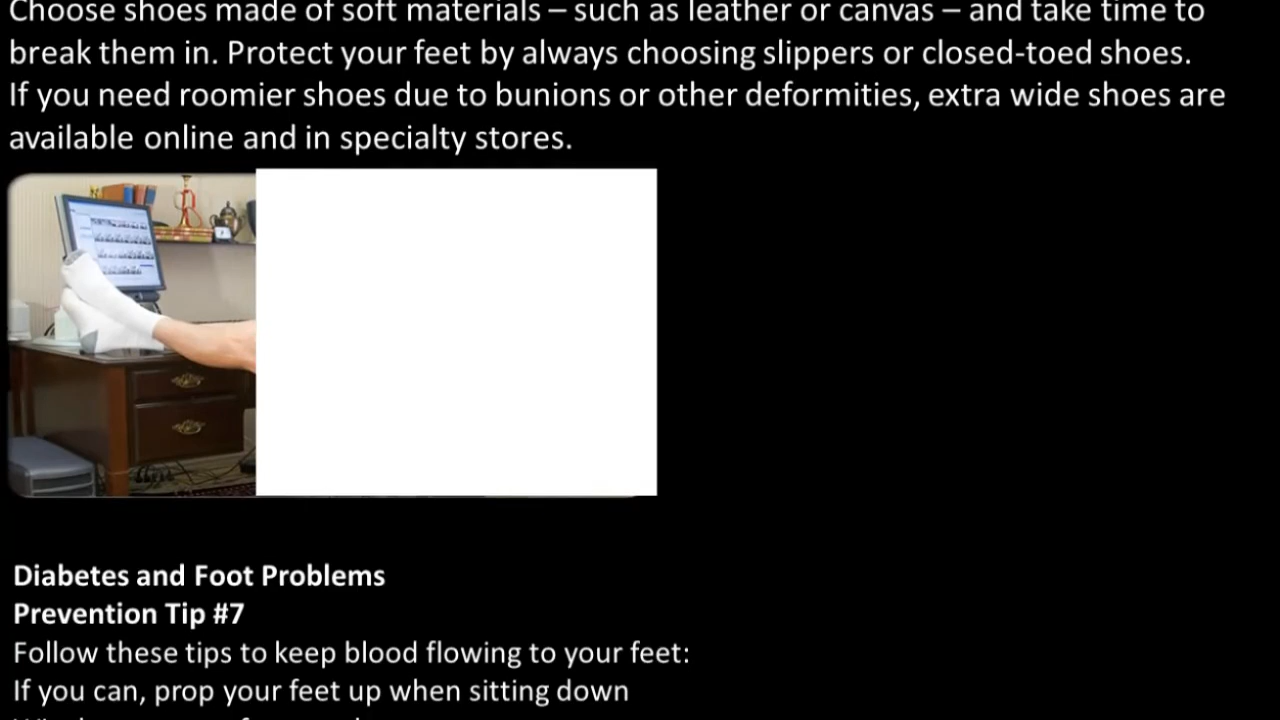 Choose shoes made of soft materials – such as leather or canvas – and take time to
break them in. Protect your feet by always choosing slippers or closed-toed shoes.
If you need roomier shoes due to bunions or other deformities, extra wide shoes are
available online and in specialty stores.
Diabetes and Foot Problems
Prevention Tip #7
Follow these tips to keep blood flowing to your feet:
If you can, prop your feet up when sitting down